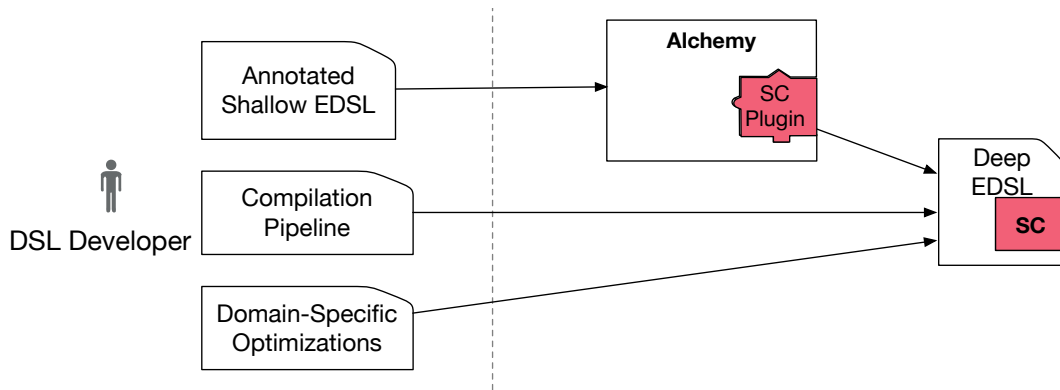 Annotated
Shallow EDSL
Alchemy
SC
Plugin
DSL Developer
Compilation
Pipeline
Deep
EDSL
SC
Domain-Specific
Optimizations